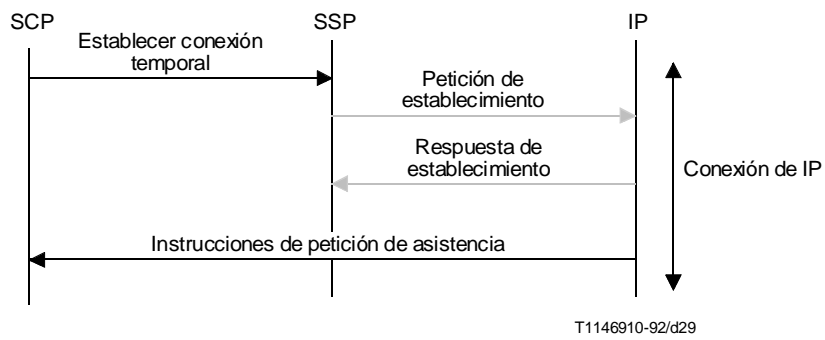 SCP SSP IP
Establecer conexión
temporal
Petición de
establecimiento
Respuesta de
establecimiento
Conexión de IP
Instrucciones de petición de asistencia
T1146910-92/d29